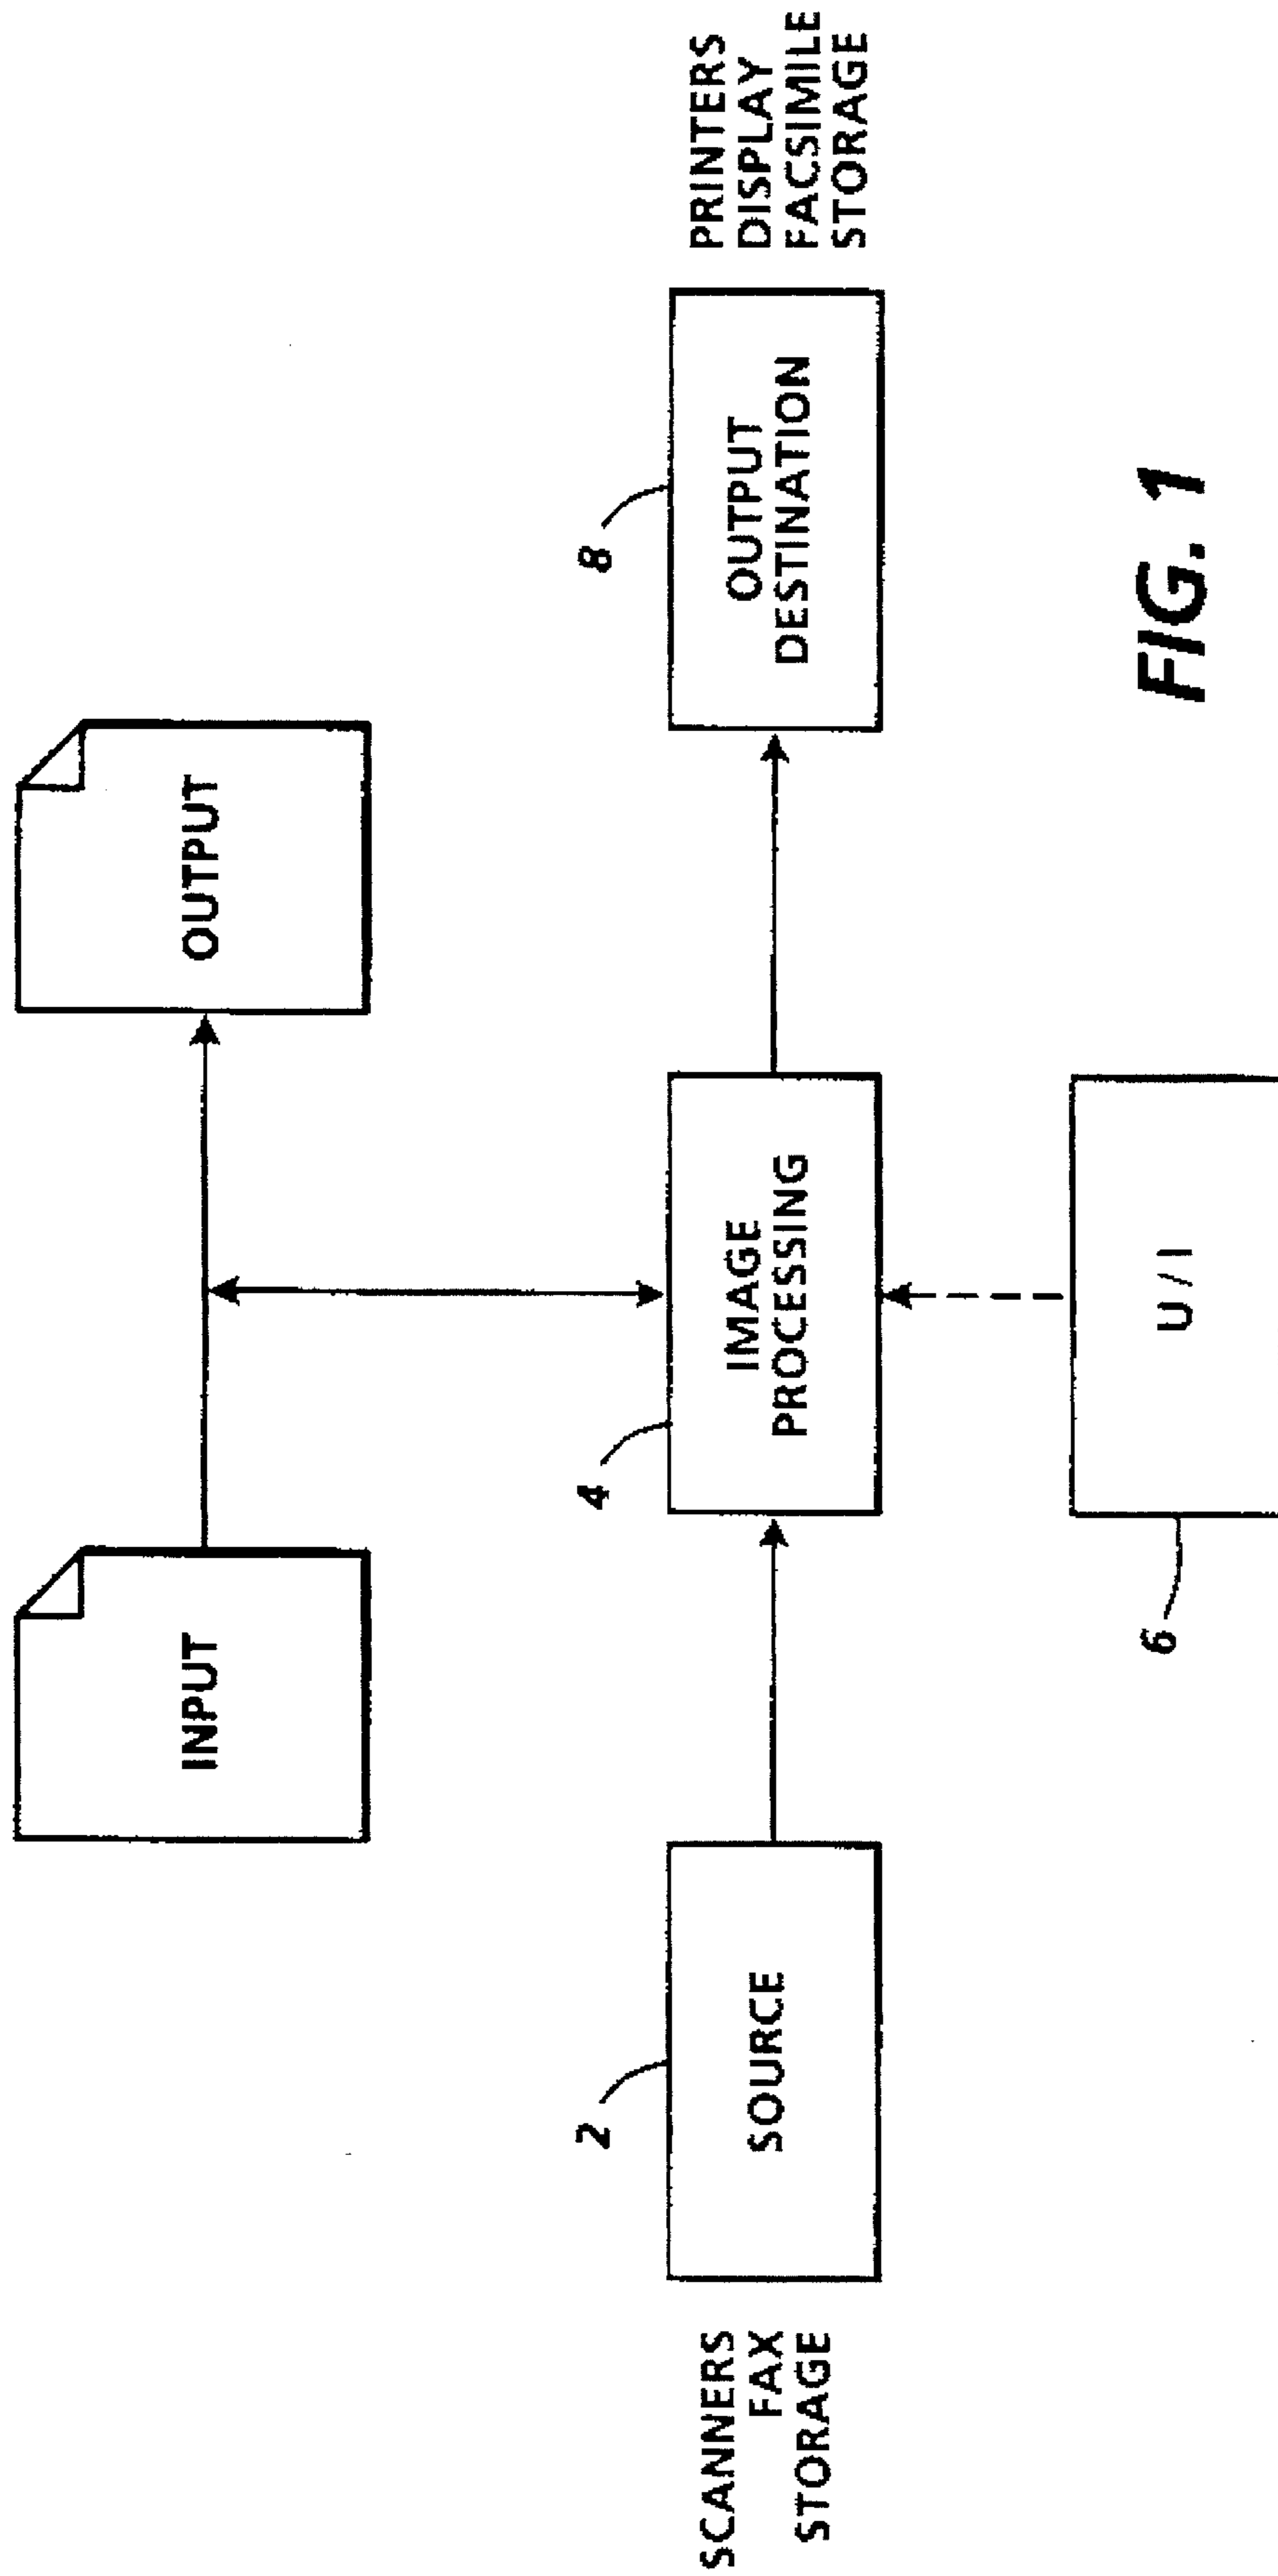 INPUT
OUTPUT
2
4
8
SCANNERS
FAX
STORAGE
SOURCE
IMAGE
PROCESSING
OUTPUT
DESTINATION
PRINTERS
DISPLAY
FACSIMILE
STORAGE
6
U / I
FIG. 1